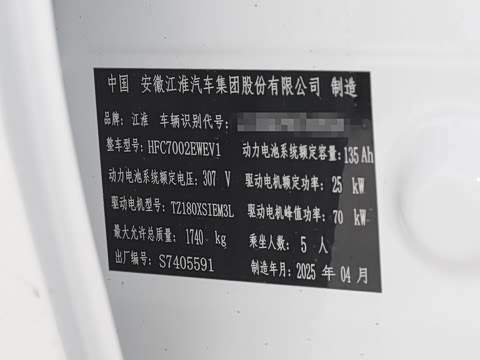 中国 安徽江淮汽车集团股份有限公司 制造
品牌: 江淮 车辆识别代号:
整车型号: HFC7002EWEV1 动力电池系统额定容量: 135 Ah
动力电池系统额定电压: 307 V 驱动电机额定功率: 25 kW
驱动电机型号: TZ180XSIEM3L 驱动电机峰值功率: 70 kW
最大允许总质量: 1740 kg 乘坐人数: 5 人
出厂编号: S7405591 制造年月: 2025 年 04 月